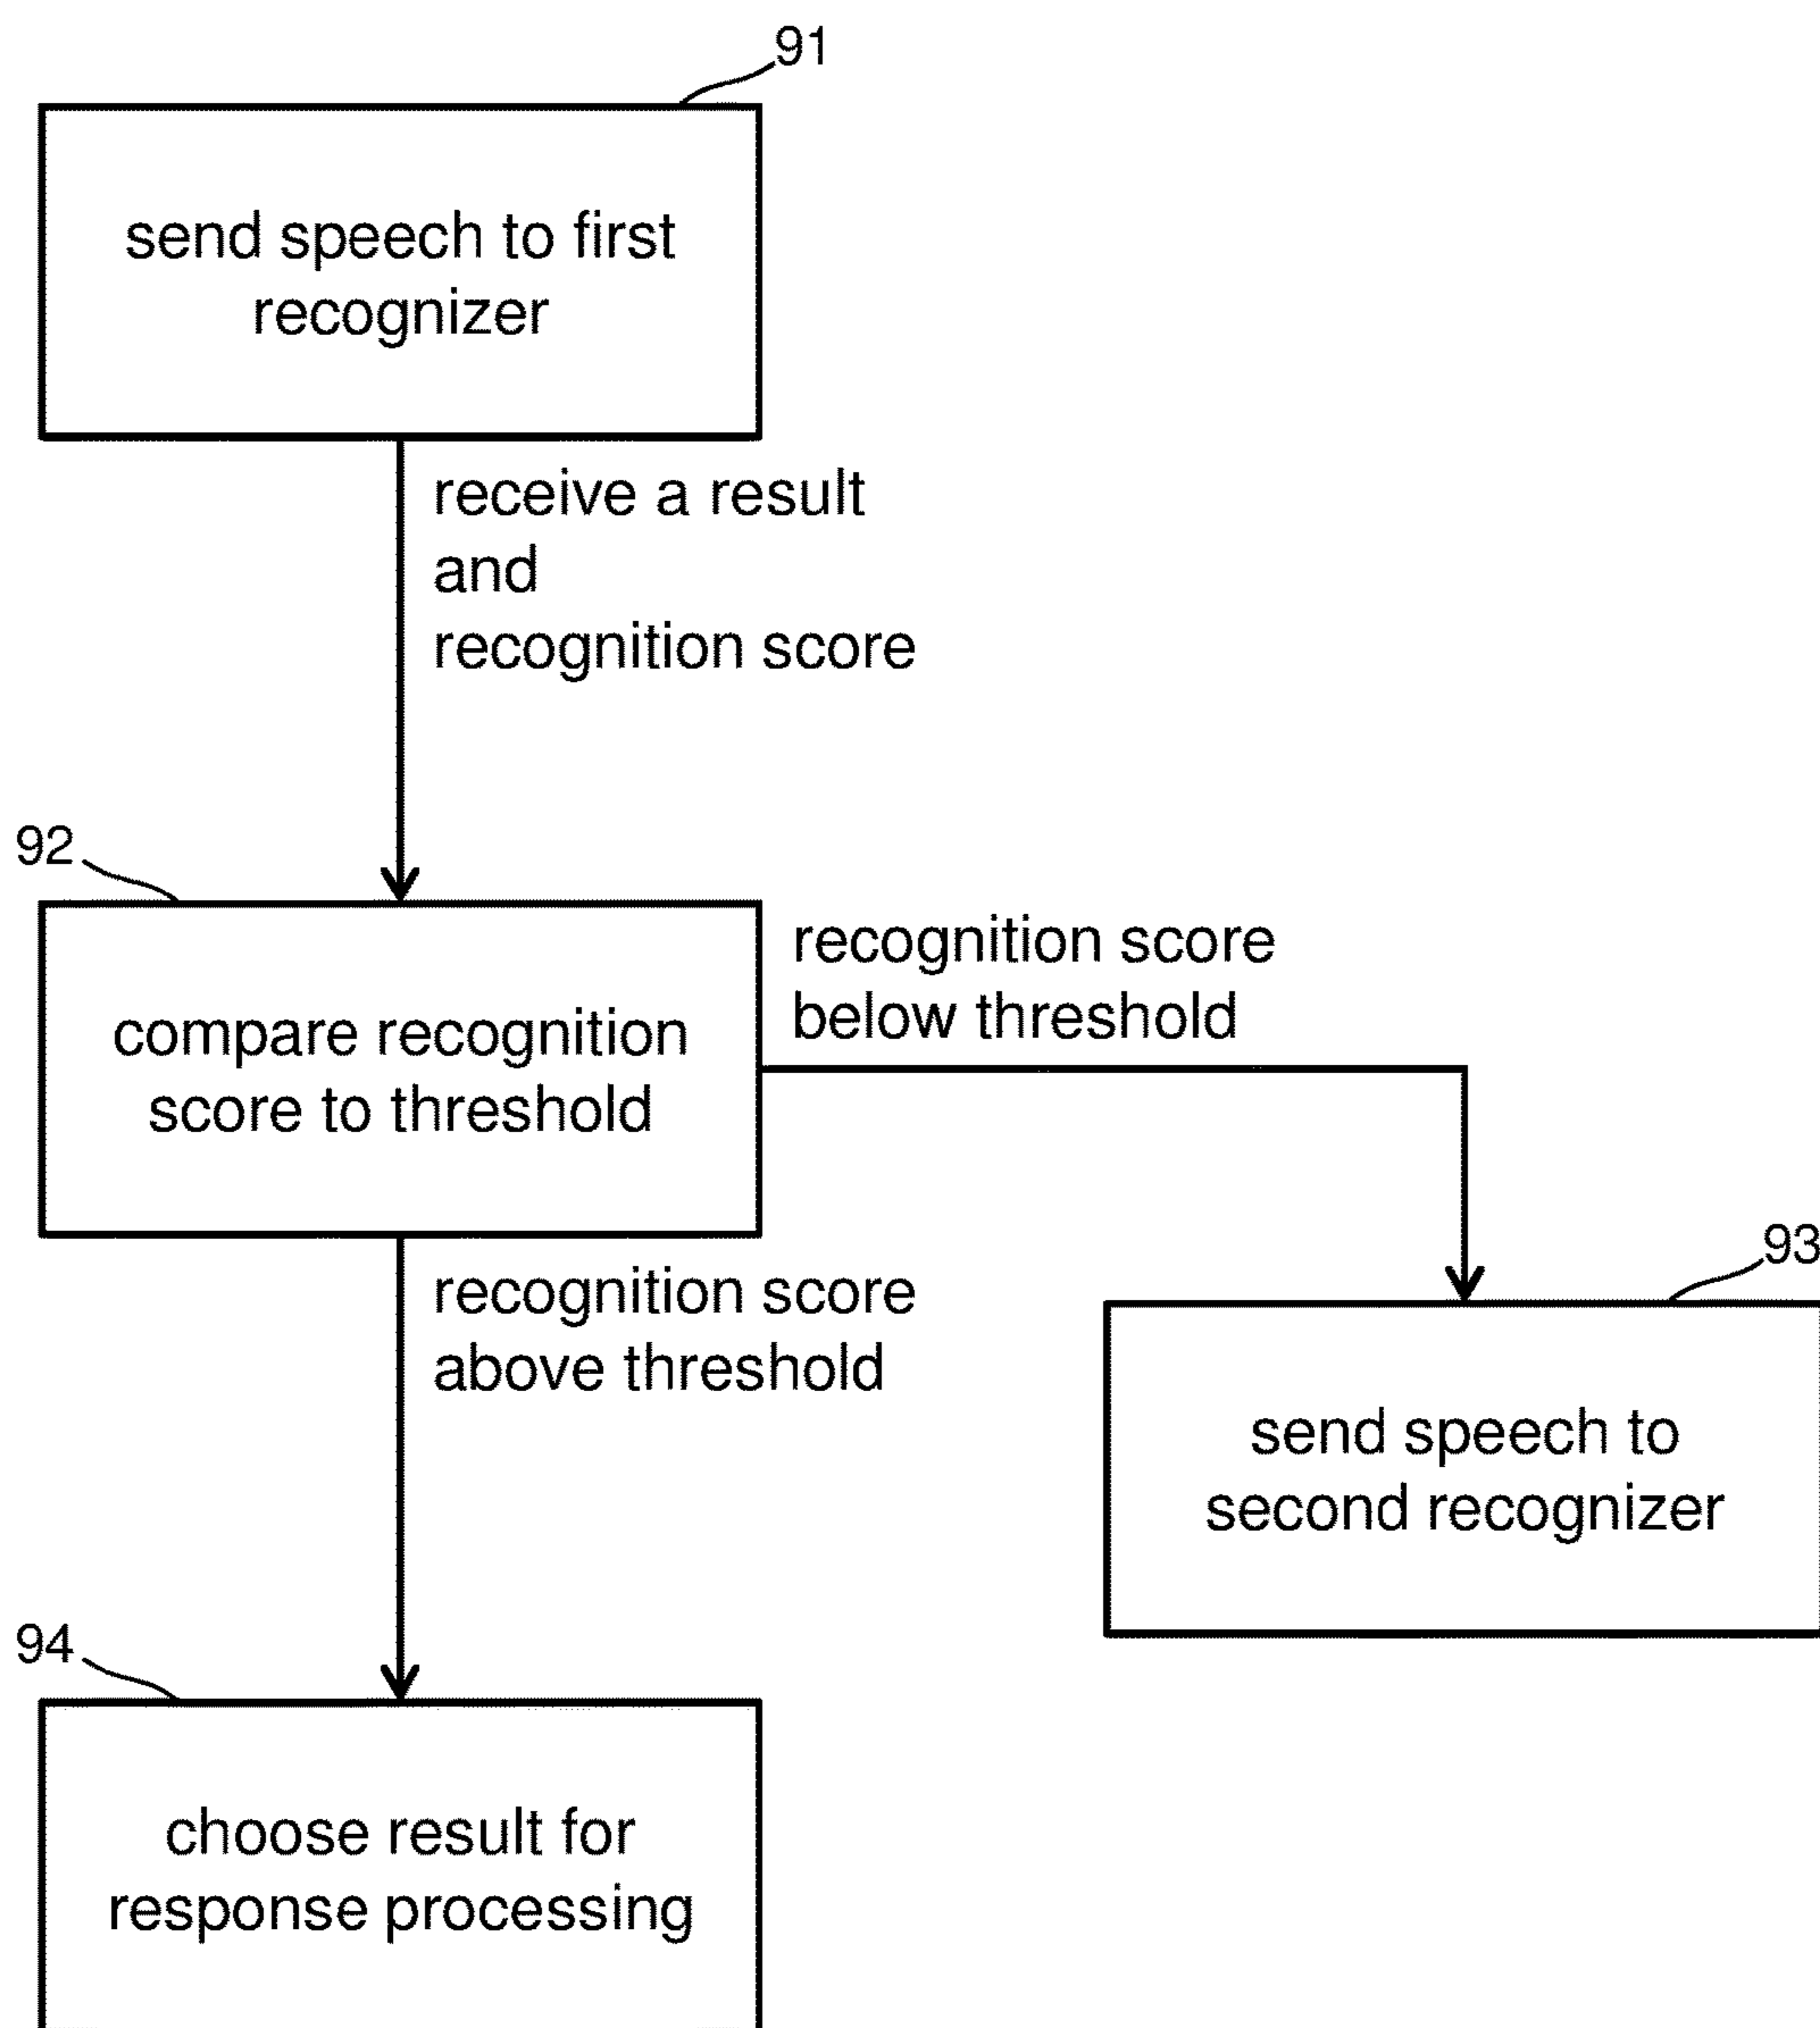 91
send speech to first
recognizer
receive a result
and
recognition score
92
compare recognition
score to threshold
recognition score
below threshold
recognition score
above threshold
93
send speech to
second recognizer
94
choose result for
response processing